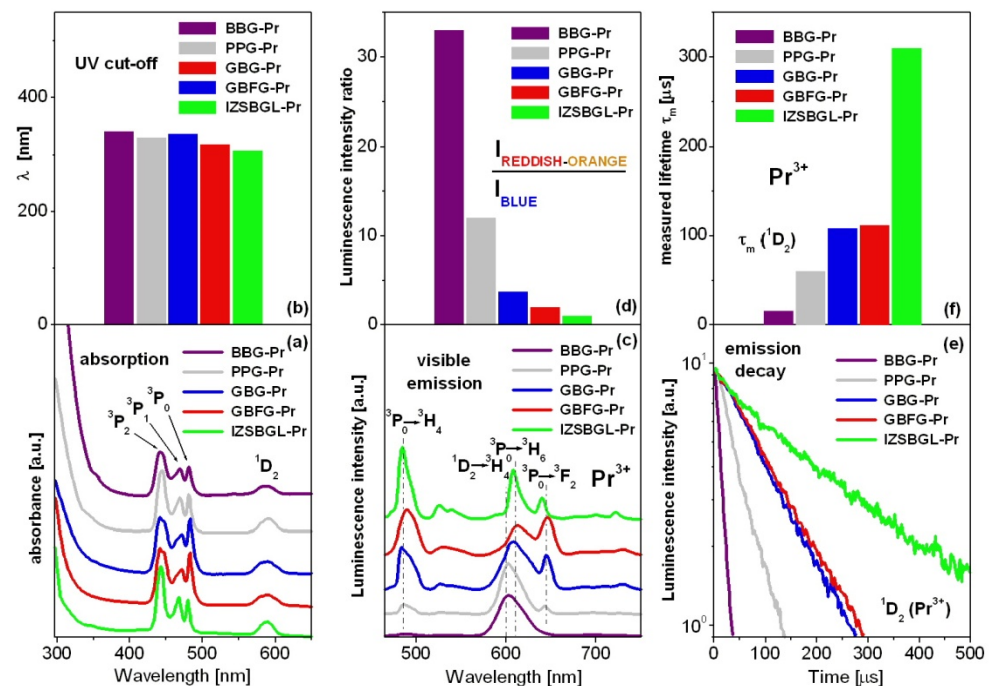 BBG-Pr
PPG-Pr
GBG-Pr
GBFG-Pr
IZSBGL-Pr
UV cut-off
λ [nm]
400
200
0
(b)
BBG-Pr
PPG-Pr
GBG-Pr
GBFG-Pr
IZSBGL-Pr
Luminescence intensity ratio
30
20
10
0
I REDDISH-ORANGE
I BLUE
(d)
BBG-Pr
PPG-Pr
GBG-Pr
GBFG-Pr
IZSBGL-Pr
measured lifetime τm [μs]
300
200
100
0
Pr³⁺
τm (¹D₂)
(f)
(a)
absorption
BBG-Pr
PPG-Pr
GBG-Pr
GBFG-Pr
IZSBGL-Pr
³P₂
³P₁
³P₀
¹D₂
absorbance [a.u.]
300
400
500
600
Wavelength [nm]
(c)
visible
emission
BBG-Pr
PPG-Pr
GBG-Pr
GBFG-Pr
IZSBGL-Pr
³P₀→³H₄
³P₀→³H₆
¹D₂→³H₄
³P₀→³F₂
Pr³⁺
Luminescence intensity [a.u.]
500
600
700
Wavelength [nm]
(e)
emission
decay
BBG-Pr
PPG-Pr
GBG-Pr
GBFG-Pr
IZSBGL-Pr
¹D₂ (Pr³⁺)
Luminescence intensity [a.u.]
10¹
10⁰
0
100
200
300
400
500
Time [μs]